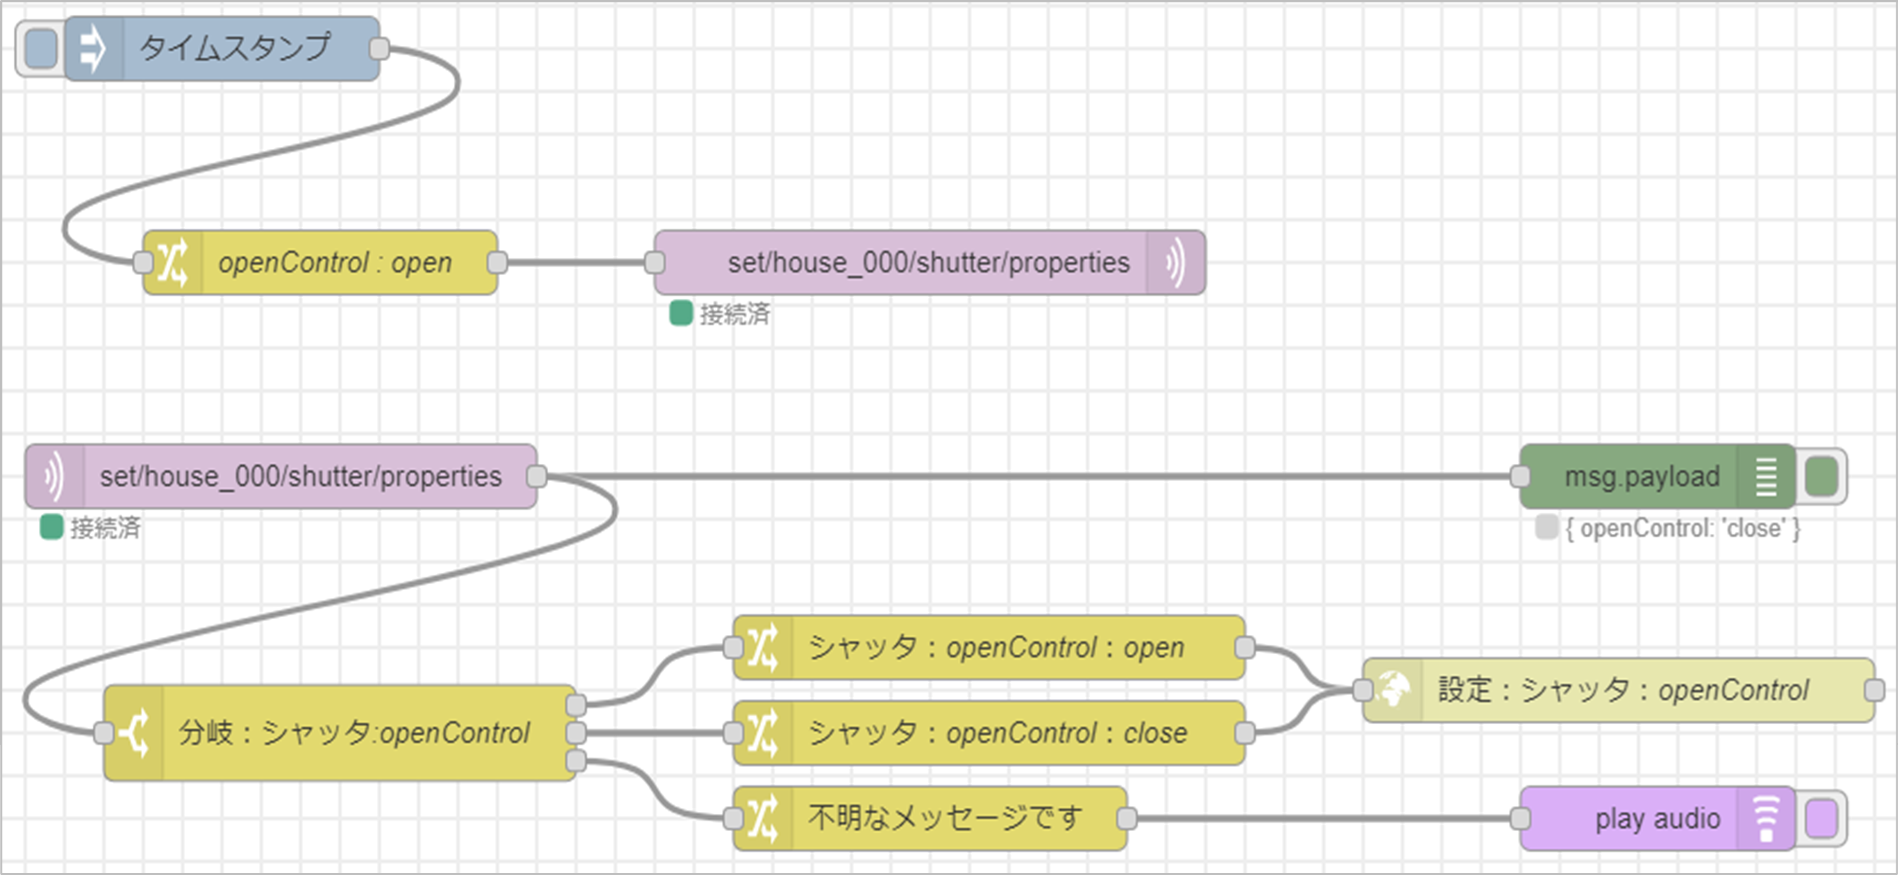 タイムスタンプ
openControl : open
set/house_000/shutter/properties
接続済
set/house_000/shutter/properties
接続済
msg.payload
{ openControl: 'close' }
分岐：シャッタ:openControl
シャッタ：openControl：open
シャッタ：openControl：close
不明なメッセージです
設定：シャッタ：openControl
play audio